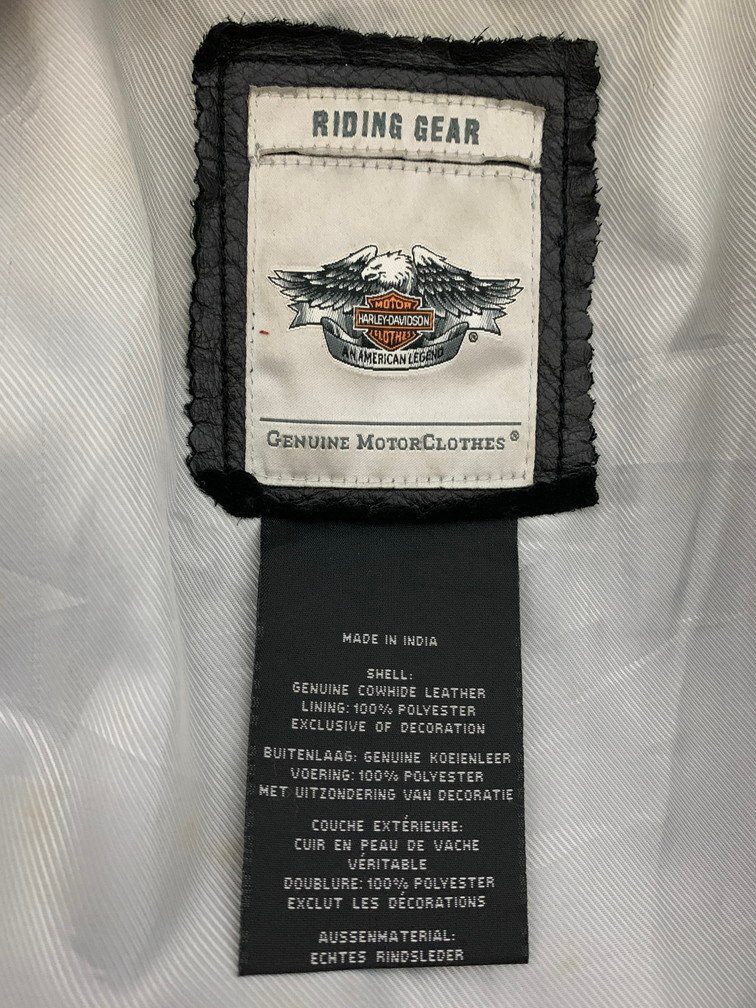 RIDING GEAR
MOTOR
HARLEY-DAVIDSON
CLOTHES
AN AMERICAN LEGEND
®
GENUINE MOTORCLOTHES®
MADE IN INDIA
SHELL:
GENUINE COWHIDE LEATHER
LINING: 100% POLYESTER
EXCLUSIVE OF DECORATION
BUITENLAAG: GENUINE KOEIENLEER
VOERING: 100% POLYESTER
MET UITZONDERING VAN DECORATIE
COUCHE EXTÉRIEURE:
CUIR EN PEAU DE VACHE
VÉRITABLE
DOUBLURE: 100% POLYESTER
EXCLUT LES DÉCORATIONS
AUSSENMATERIAL:
ECHTES RINDSLEDER